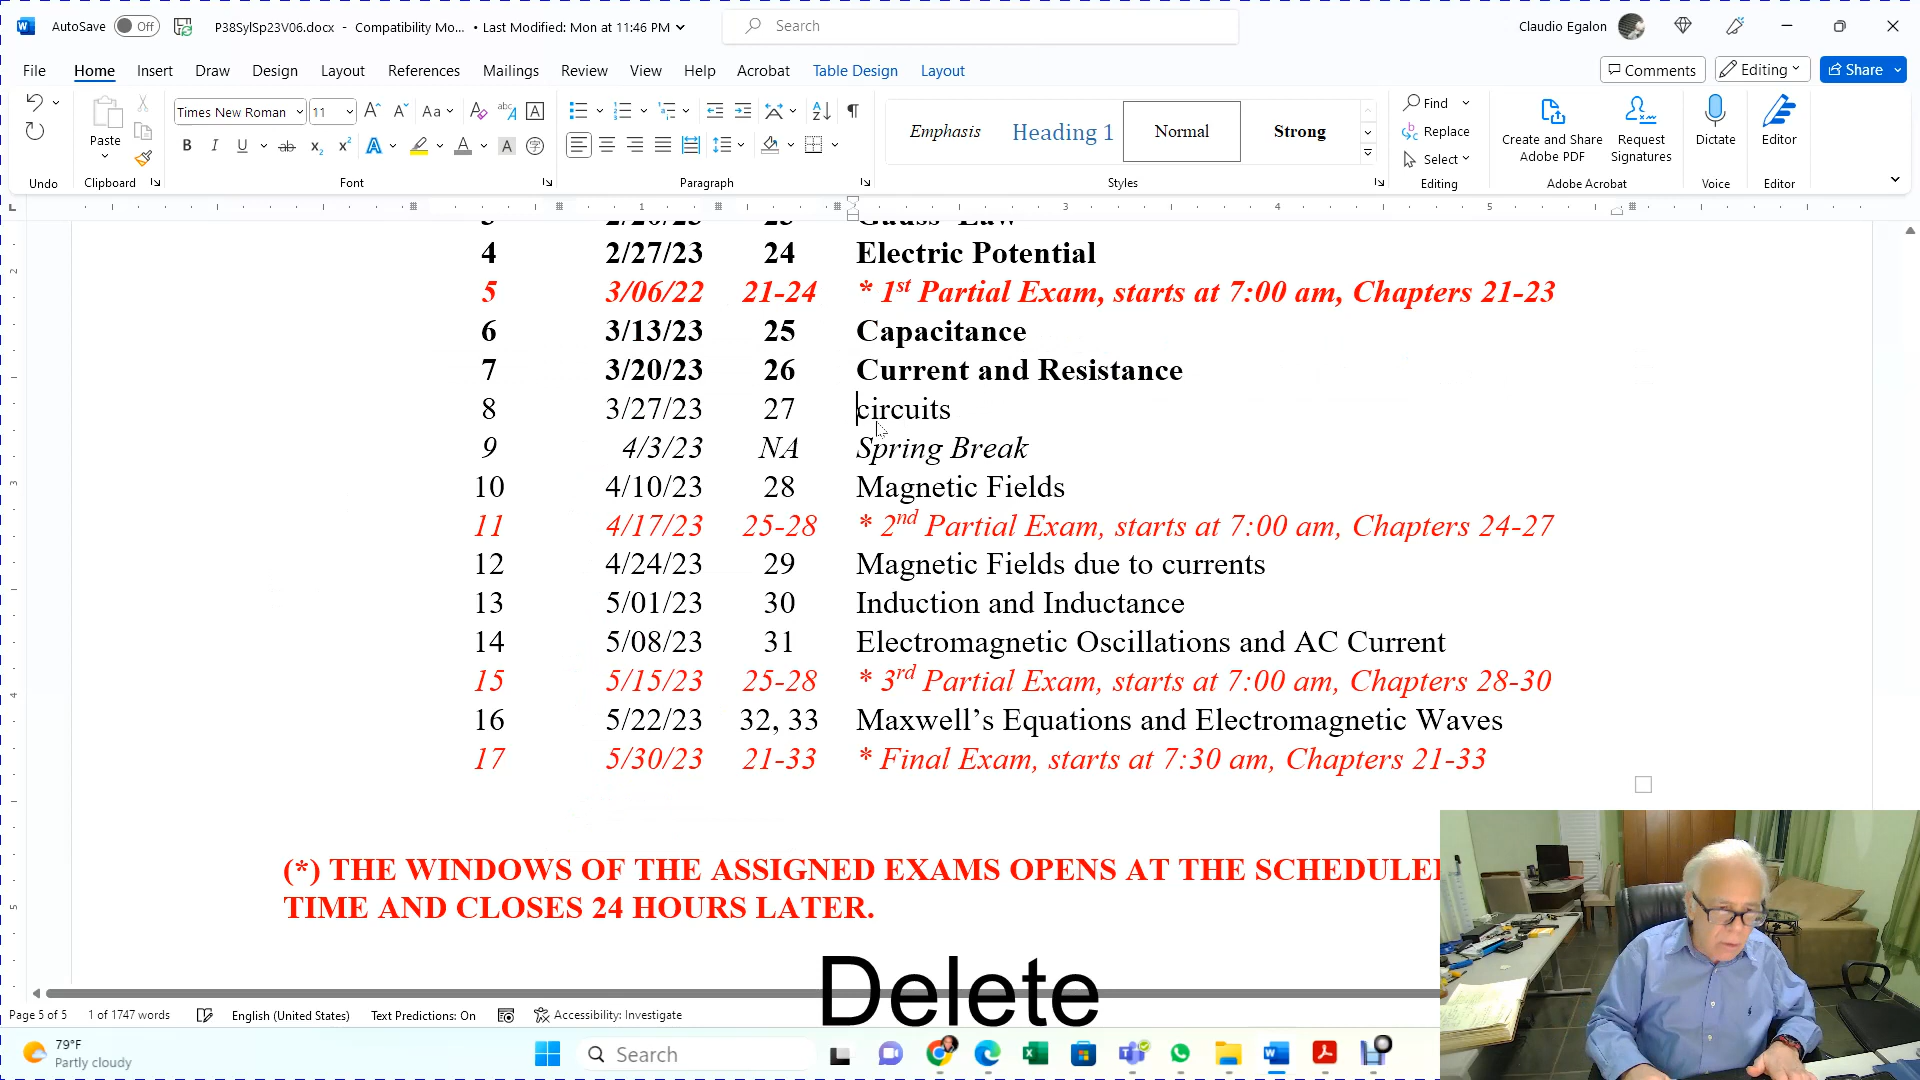 AutoSave Off P38SylSp23V06.docx - Compatibility Mo... • Last Modified: Mon at 11:46 PM Search Claudio Egalon
File Home Insert Draw Design Layout References Mailings Review View Help Acrobat Table Design Layout Comments Editing Share
Times New Roman 11 Aa Emphasis Heading 1 Normal Strong Find
Paste Replace Create and Share Adobe PDF Request Signatures Dictate Editor
Select
Undo Clipboard Font Paragraph Styles Editing Adobe Acrobat Voice Editor
1 3 4 5
4 2/27/23 24 Electric Potential
5 3/06/22 21-24 * 1st Partial Exam, starts at 7:00 am, Chapters 21-23
6 3/13/23 25 Capacitance
7 3/20/23 26 Current and Resistance
8 3/27/23 27 circuits
9 4/3/23 NA Spring Break
10 4/10/23 28 Magnetic Fields
11 4/17/23 25-28 * 2nd Partial Exam, starts at 7:00 am, Chapters 24-27
12 4/24/23 29 Magnetic Fields due to currents
13 5/01/23 30 Induction and Inductance
14 5/08/23 31 Electromagnetic Oscillations and AC Current
15 5/15/23 25-28 * 3rd Partial Exam, starts at 7:00 am, Chapters 28-30
16 5/22/23 32, 33 Maxwell’s Equations and Electromagnetic Waves
17 5/30/23 21-33 * Final Exam, starts at 7:30 am, Chapters 21-33
(*) THE WINDOWS OF THE ASSIGNED EXAMS OPENS AT THE SCHEDULE
TIME AND CLOSES 24 HOURS LATER.
Delete
Page 5 of 5 1 of 1747 words English (United States) Text Predictions: On Accessibility: Investigate
79°F
Partly cloudy
Search